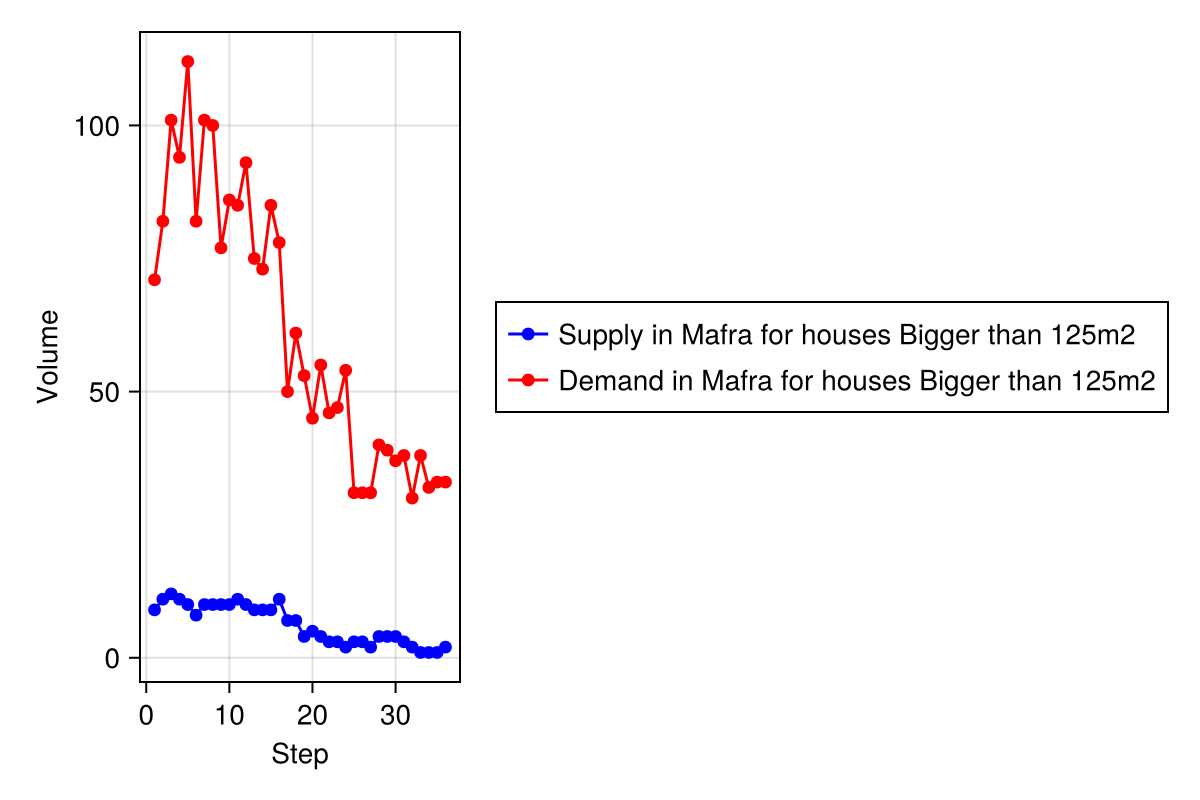 100
50
0
Volume
0 10 20 30
Step
Supply in Mafra for houses Bigger than 125m2
Demand in Mafra for houses Bigger than 125m2